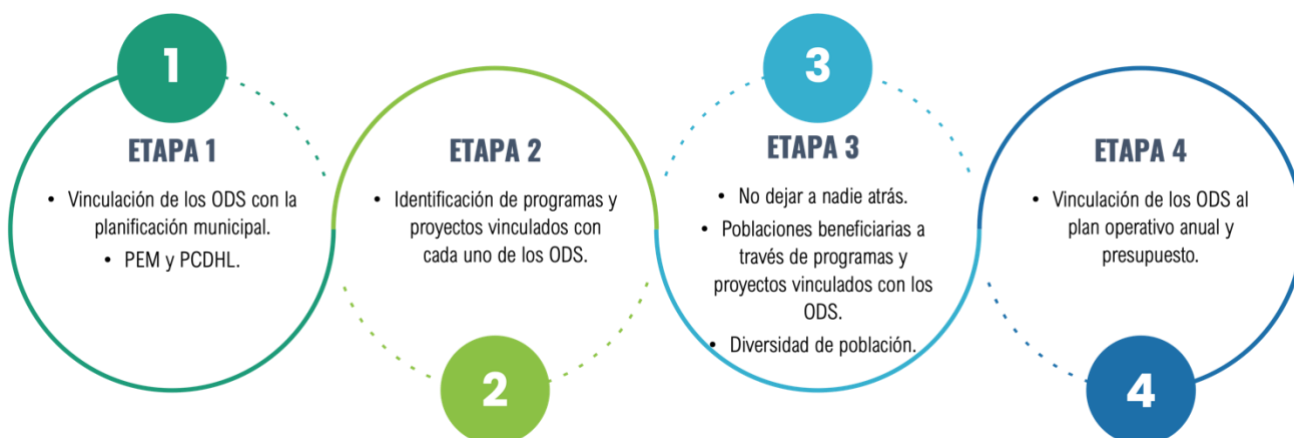 1
ETAPA 1
• Vinculación de los ODS con la
planificación municipal.
• PEM y PCDHL.
ETAPA 2
• Identificación de programas y
proyectos vinculados con
cada uno de los ODS.
2
3
ETAPA 3
• No dejar a nadie atrás.
• Poblaciones beneficiarias a
través de programas y
proyectos vinculados con los
ODS.
• Diversidad de población.
ETAPA 4
• Vinculación de los ODS al
plan operativo anual y
presupuesto.
4